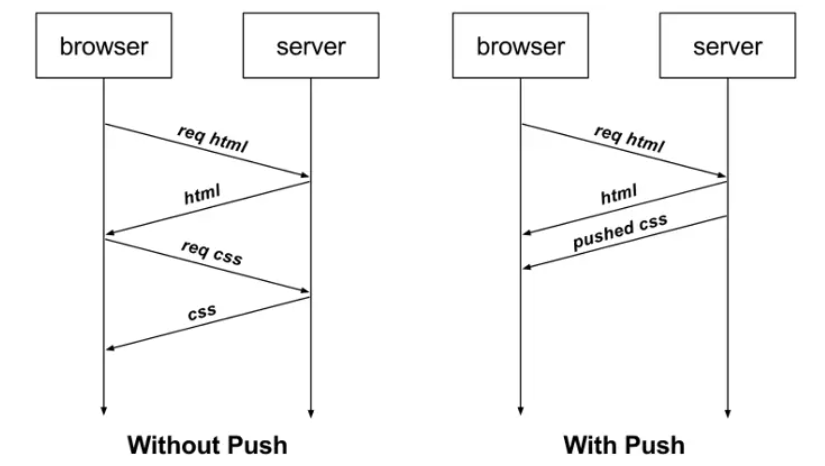 browser
server
req html
html
req css
css
Without Push
browser
server
req html
html
pushed css
With Push